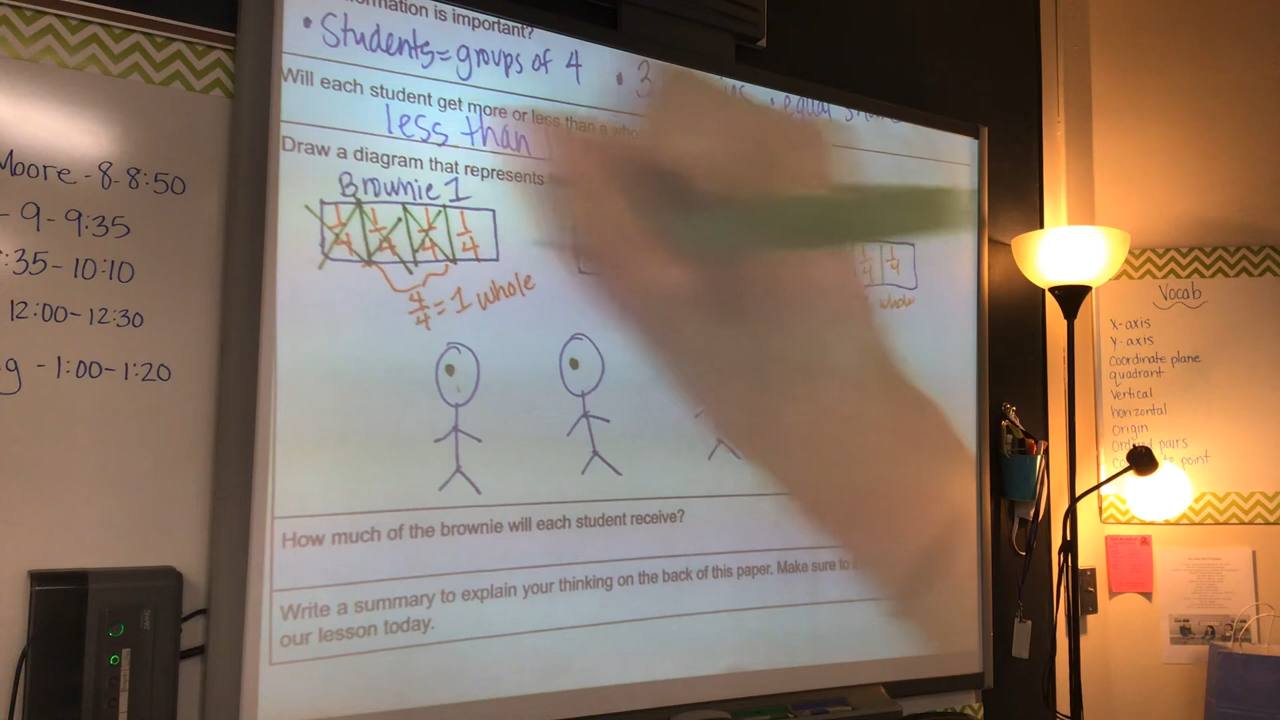 information is important?
• Students = groups of 4 • 3
Will each student get more or less than a who
less than
Draw a diagram that represents
Brownie 1
1/4 1/4 1/4 1/4
4/4 = 1 whole
1/4 1/4
whole
How much of the brownie will each student receive?
Write a summary to explain your thinking on the back of this paper. Make sure to
our lesson today.
Moore - 8-8:50
- 9-9:35
:35-10:10
12:00-12:30
g - 1:00-1:20
Vocab
x-axis
y-axis
coordinate plane
quadrant
vertical
horizontal
origin
pairs
point